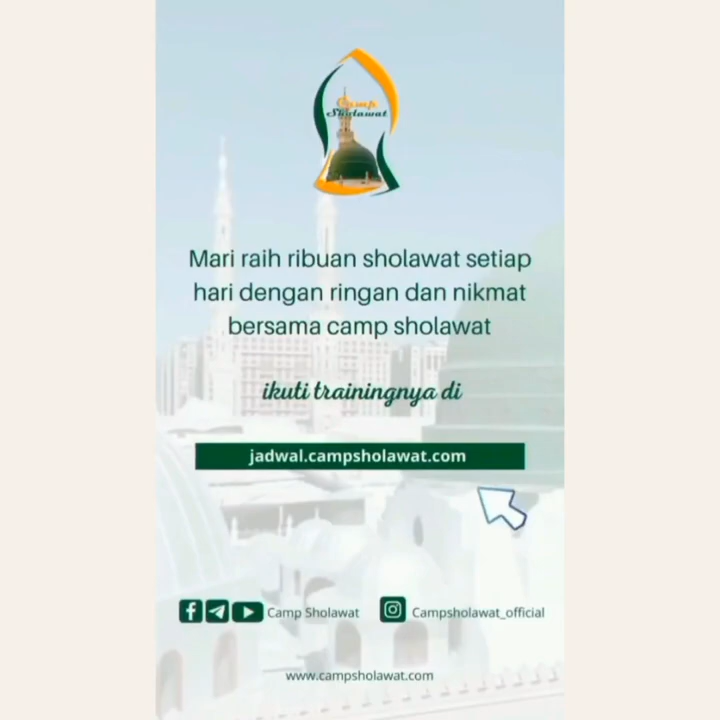 Camp
Sholawat
Mari raih ribuan sholawat setiap
hari dengan ringan dan nikmat
bersama camp sholawat
ikuti trainingnya di
jadwal.campsholawat.com
Camp Sholawat
Campsholawat_official
www.campsholawat.com